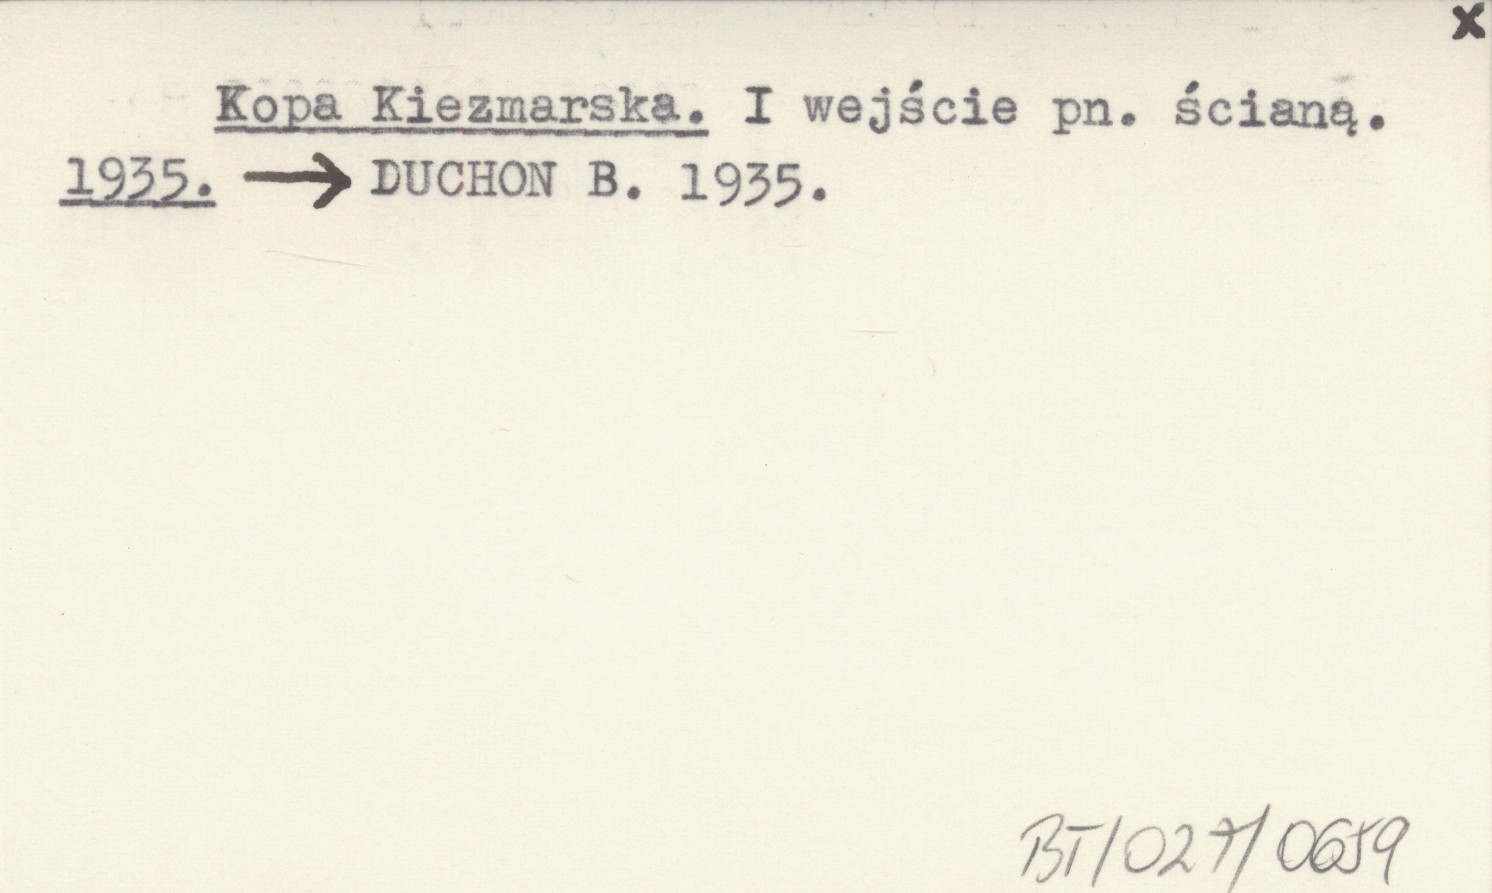 x
Kopa Kiezmarska. I wejście pn. ścianą.
1935. → DUCHON B. 1935.
BT/027/0659